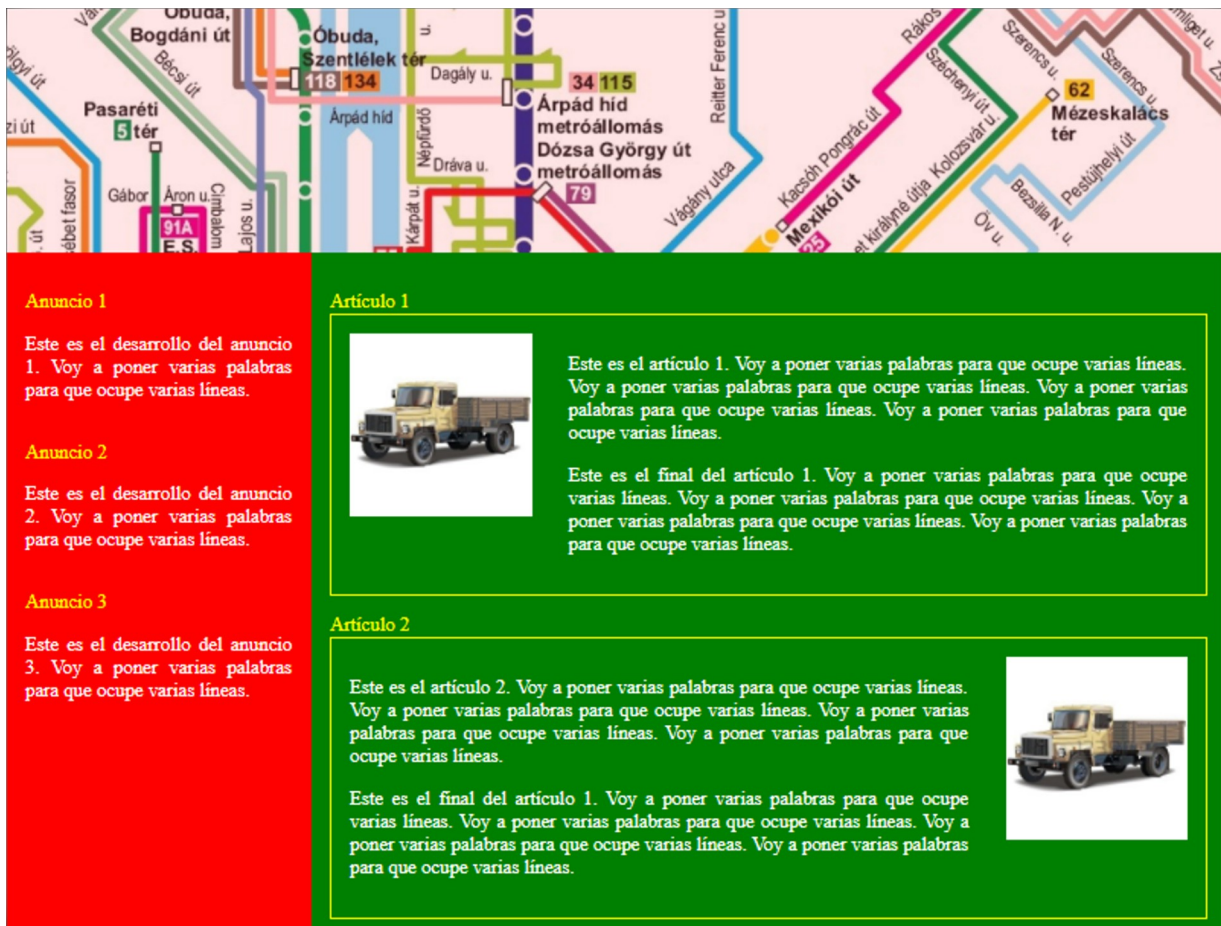 Óbuda,
Bogdáni út
Óbuda,
Szentlélek tér
118 134
Bécsi út
Pasaréti
5 tér
Gábor Áron u.
91A
E.S.
Cimbalom
Lajos u.
Árpád híd
Népfürdő
Kárpát u.
Dagály u.
Dráva u.
34 115
Árpád híd
metróállomás
Dózsa György út
metróállomás
79
Reitter Ferenc u
Vágány utca
Kacsóh Pongrác út
Mexikói út
25
Rákos
Széchenyi út
Kolozsvár u.
et királyné útja
Szerencs u.
Szerencs u
62
Mézeskalács
tér
Pestújhelyi út
Bezsilla N. u.
Öv u.
Anuncio 1
Este es el desarrollo del anuncio
1. Voy a poner varias palabras
para que ocupe varias líneas.
Anuncio 2
Este es el desarrollo del anuncio
2. Voy a poner varias palabras
para que ocupe varias líneas.
Anuncio 3
Este es el desarrollo del anuncio
3. Voy a poner varias palabras
para que ocupe varias líneas.
Artículo 1
Este es el artículo 1. Voy a poner varias palabras para que ocupe varias líneas.
Voy a poner varias palabras para que ocupe varias líneas. Voy a poner varias
palabras para que ocupe varias líneas. Voy a poner varias palabras para que
ocupe varias líneas.
Este es el final del artículo 1. Voy a poner varias palabras para que ocupe
varias líneas. Voy a poner varias palabras para que ocupe varias líneas. Voy a
poner varias palabras para que ocupe varias líneas. Voy a poner varias palabras
para que ocupe varias líneas.
Artículo 2
Este es el artículo 2. Voy a poner varias palabras para que ocupe varias líneas.
Voy a poner varias palabras para que ocupe varias líneas. Voy a poner varias
palabras para que ocupe varias líneas. Voy a poner varias palabras para que
ocupe varias líneas.
Este es el final del artículo 1. Voy a poner varias palabras para que ocupe
varias líneas. Voy a poner varias palabras para que ocupe varias líneas. Voy a
poner varias palabras para que ocupe varias líneas. Voy a poner varias palabras
para que ocupe varias líneas.